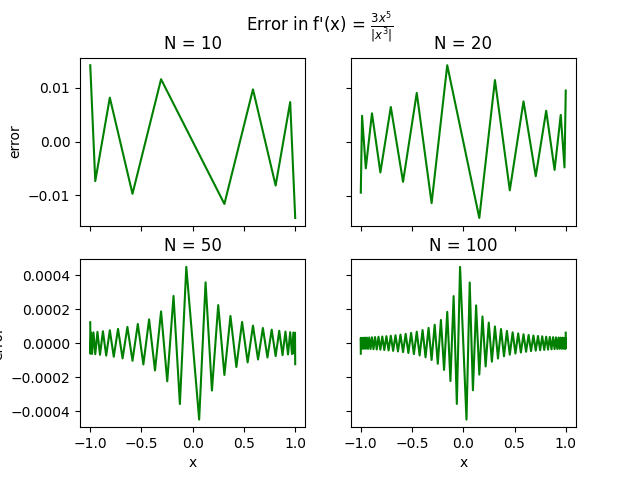 Error in f'(x) = 3x⁵/|x³|
N = 10
N = 20
error
0.01
0.00
−0.01
N = 50
N = 100
error
0.0004
0.0002
0.0000
−0.0002
−0.0004
−1.0 −0.5 0.0 0.5 1.0
−1.0 −0.5 0.0 0.5 1.0
x
x